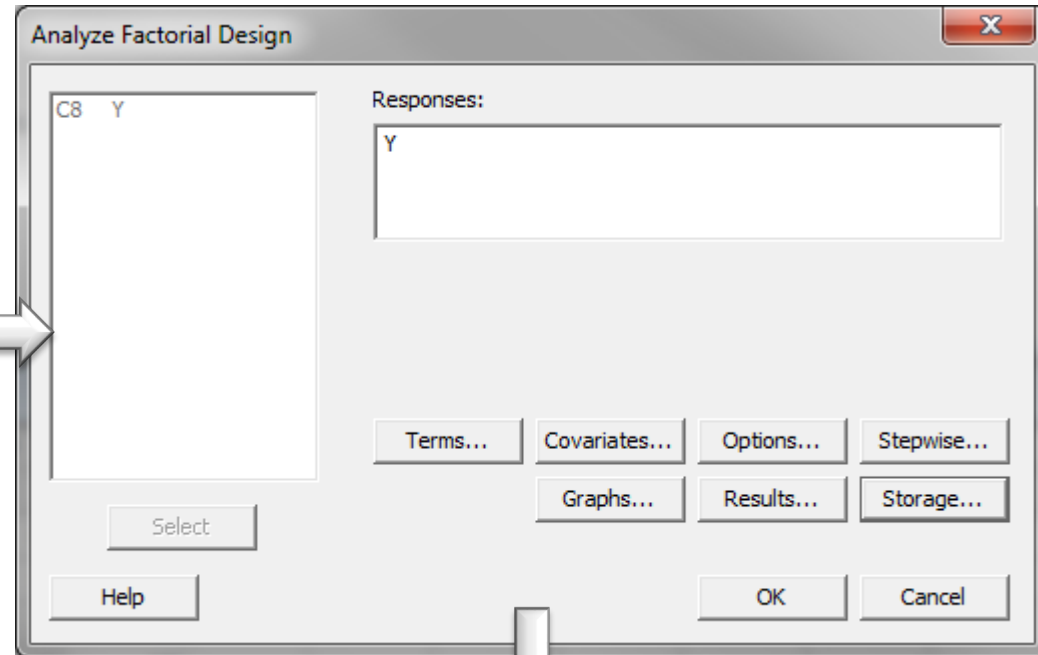 Analyze Factorial Design
C8 Y
Responses:
Y
Terms... Covariates... Options... Stepwise...
Graphs... Results... Storage...
Select
Help OK Cancel